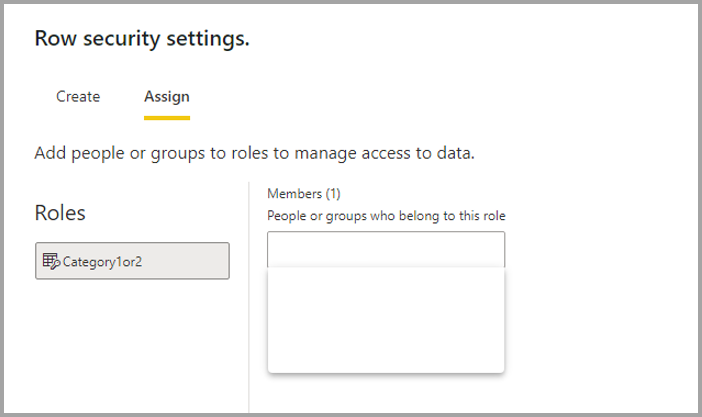 Row security settings.
Create
Assign
Add people or groups to roles to manage access to data.
Members (1)
Roles
People or groups who belong to this role
Category1or2